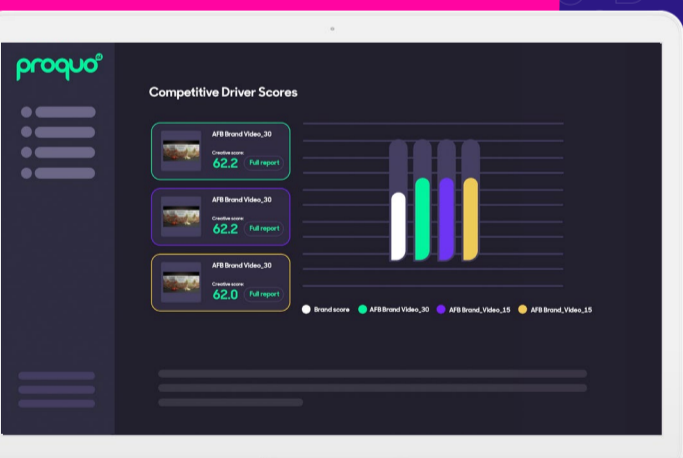 proquo
Competitive Driver Scores
AFB Brand Video_30
Creative score
62.2 Full report
AFB Brand Video_30
Creative score
62.2 Full report
AFB Brand Video_30
Creative score
62.0 Full report
Brand score AFB Brand Video_30 AFB Brand_Video_15 AFB Brand_Video_15